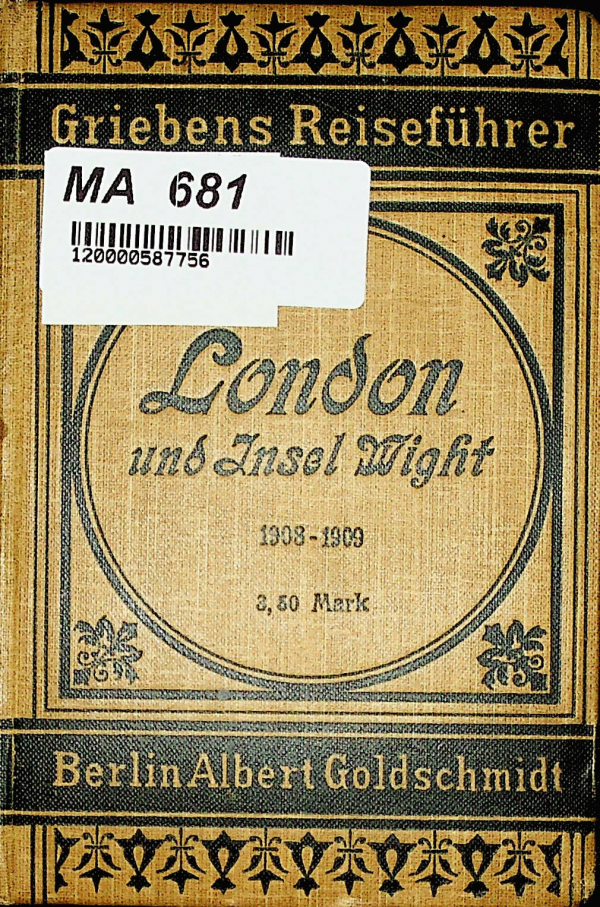 Griebens Reiseführer
MA 681
120000587756
London
und Insel Wight
1908-1909
3,50 Mark
Berlin Albert Goldschmidt